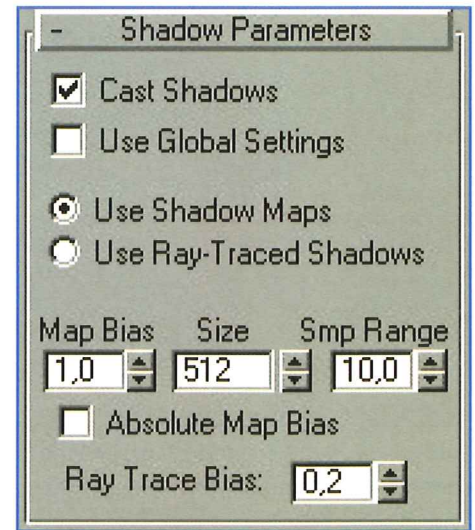 - Shadow Parameters
Cast Shadows
Use Global Settings
Use Shadow Maps
Use Ray-Traced Shadows
Map Bias Size Smp Range
1,0 512 10,0
Absolute Map Bias
Ray Trace Bias: 0,2